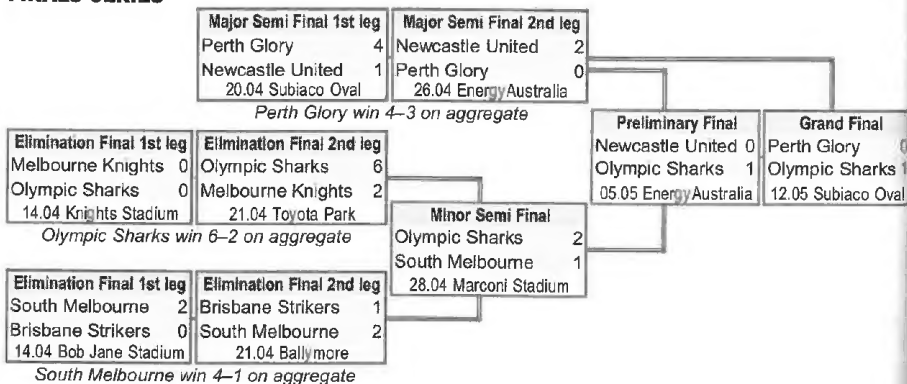 Major Semi Final 1st leg
Perth Glory 4
Newcastle United 1
20.04 Subiaco Oval
Major Semi Final 2nd leg
Newcastle United 2
Perth Glory 0
26.04 EnergyAustralia
Perth Glory win 4–3 on aggregate
Elimination Final 1st leg
Melbourne Knights 0
Olympic Sharks 0
14.04 Knights Stadium
Elimination Final 2nd leg
Olympic Sharks 6
Melbourne Knights 2
21.04 Toyota Park
Olympic Sharks win 6–2 on aggregate
Elimination Final 1st leg
South Melbourne 2
Brisbane Strikers 0
14.04 Bob Jane Stadium
Elimination Final 2nd leg
Brisbane Strikers 1
South Melbourne 2
21.04 Ballymore
South Melbourne win 4–1 on aggregate
Minor Semi Final
Olympic Sharks 2
South Melbourne 1
28.04 Marconi Stadium
Preliminary Final
Newcastle United 0
Olympic Sharks 1
05.05 EnergyAustralia
Grand Final
Perth Glory 0
Olympic Sharks 1
12.05 Subiaco Oval